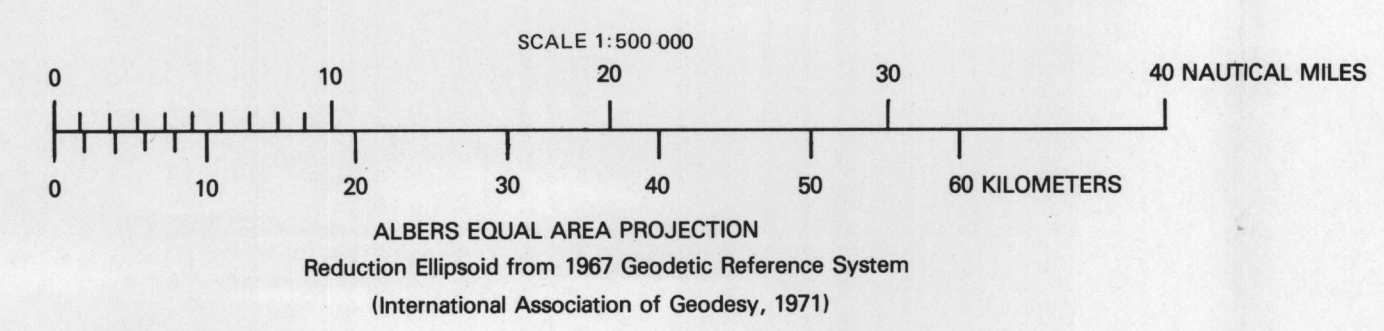 SCALE 1:500 000
0 10 20 30 40 NAUTICAL MILES
0 10 20 30 40 50 60 KILOMETERS
ALBERS EQUAL AREA PROJECTION
Reduction Ellipsoid from 1967 Geodetic Reference System
(International Association of Geodesy, 1971)